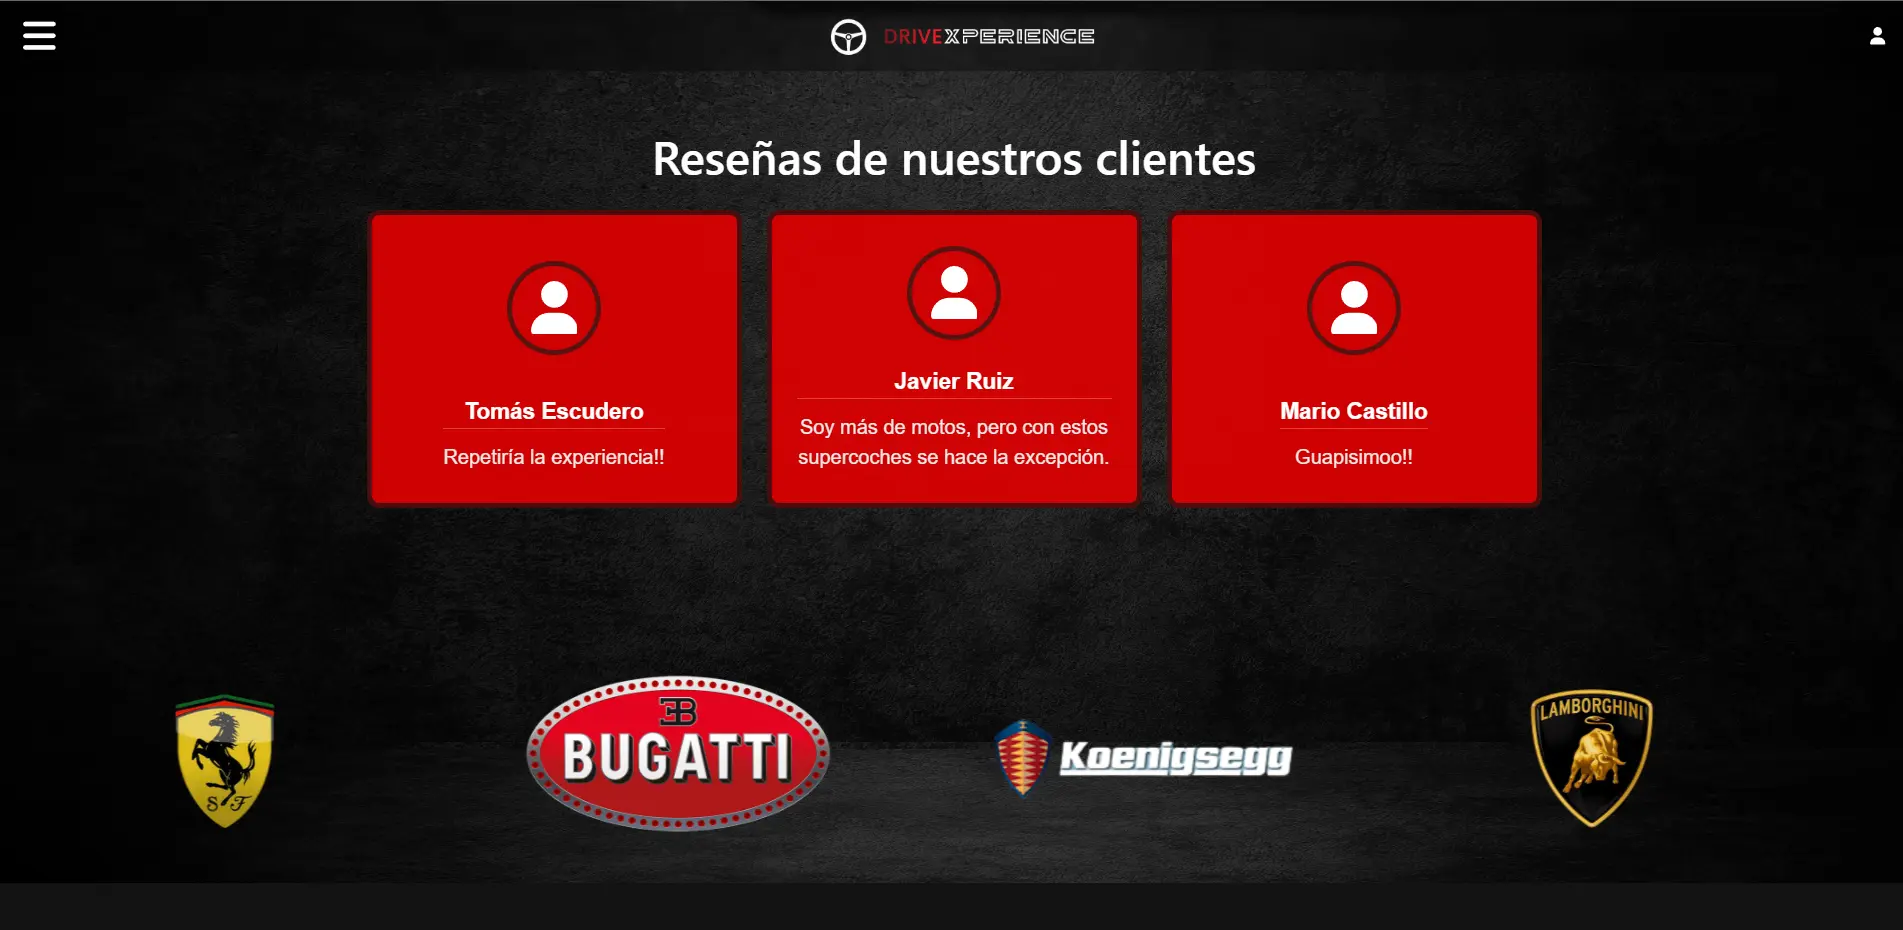 DRIVEXPERIENCE
Reseñas de nuestros clientes
Tomás Escudero
Repetiría la experiencia!!
Javier Ruiz
Soy más de motos, pero con estos
supercoches se hace la excepción.
Mario Castillo
Guapisimoo!!
S F
EB
BUGATTI
Koenigsegg
LAMBORGHINI